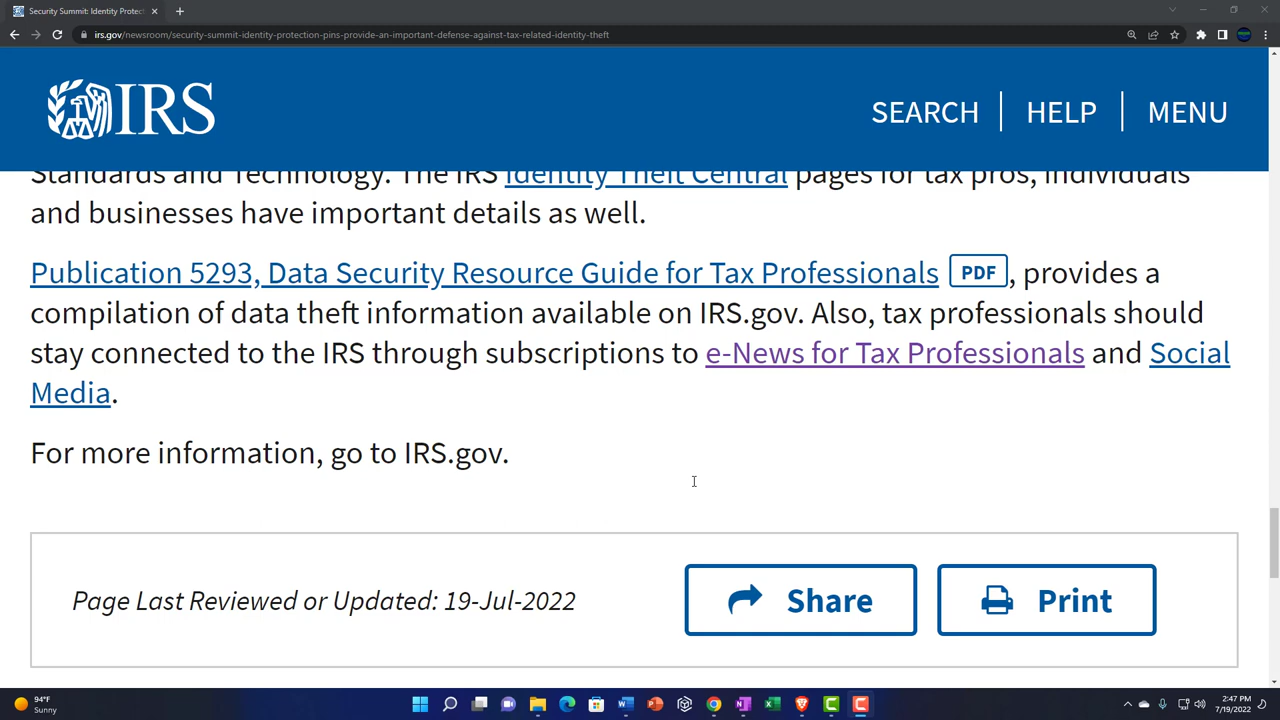 Security Summit: Identity Protec
irs.gov/newsroom/security-summit-identity-protection-pins-provide-an-important-defense-against-tax-related-identity-theft
IRS
SEARCH HELP MENU
Standards and Technology. The IRS Identity Theft Central pages for tax pros, individuals
and businesses have important details as well.
Publication 5293, Data Security Resource Guide for Tax Professionals PDF, provides a
compilation of data theft information available on IRS.gov. Also, tax professionals should
stay connected to the IRS through subscriptions to e-News for Tax Professionals and Social
Media.
For more information, go to IRS.gov.
Page Last Reviewed or Updated: 19-Jul-2022 Share Print
94°F
Sunny
2:47 PM
7/19/2022